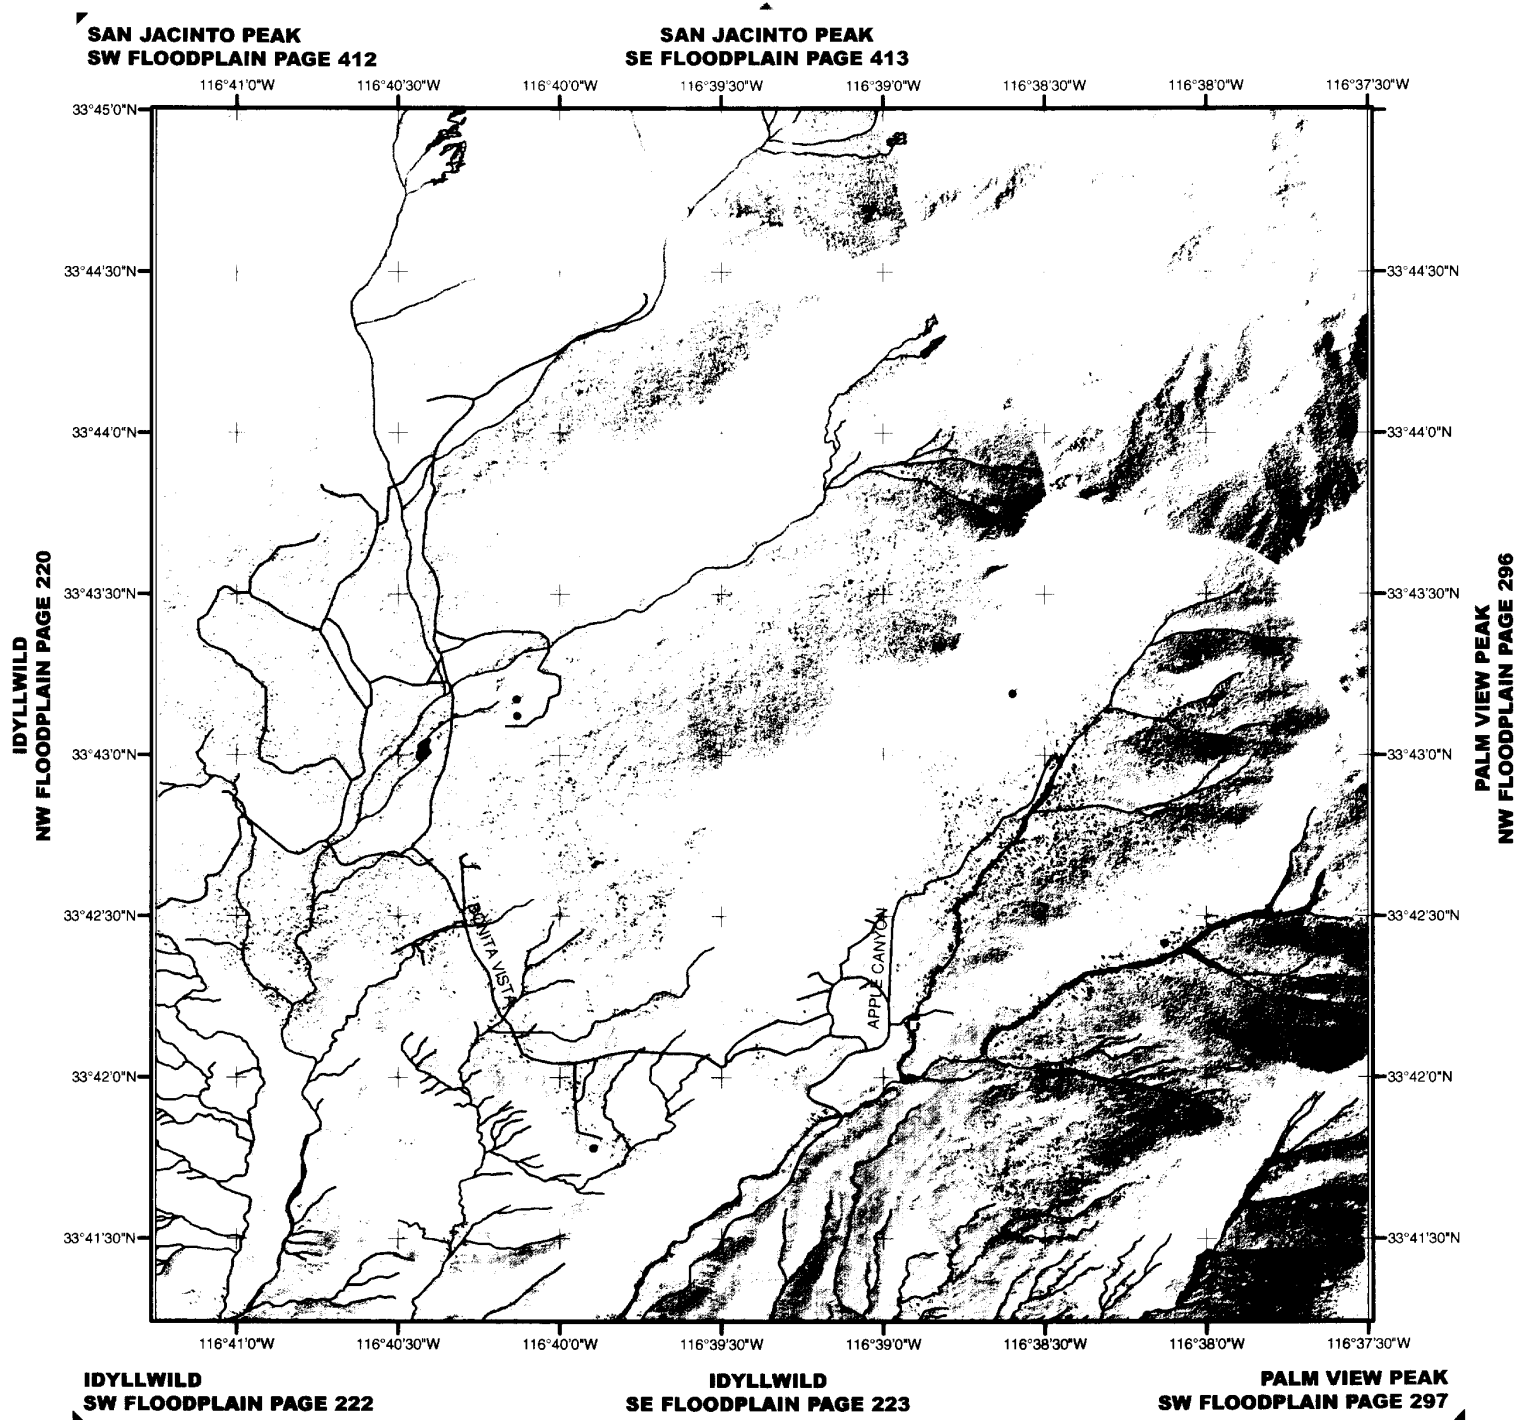 SAN JACINTO PEAK
SW FLOODPLAIN PAGE 412
SAN JACINTO PEAK
SE FLOODPLAIN PAGE 413
116°41'0"W 116°40'30"W 116°40'0"W 116°39'30"W 116°39'0"W 116°38'30"W 116°38'0"W 116°37'30"W
33°45'0"N
33°44'30"N 33°44'30"N
33°44'0"N 33°44'0"N
33°43'30"N 33°43'30"N
IDYLLWILD
NW FLOODPLAIN PAGE 220
PALM VIEW PEAK
NW FLOODPLAIN PAGE 296
33°43'0"N 33°43'0"N
33°42'30"N 33°42'30"N
BONITA VISTA
APPLE CANYON
33°42'0"N 33°42'0"N
33°41'30"N 33°41'30"N
116°41'0"W 116°40'30"W 116°40'0"W 116°39'30"W 116°39'0"W 116°38'30"W 116°38'0"W 116°37'30"W
IDYLLWILD
SW FLOODPLAIN PAGE 222
IDYLLWILD
SE FLOODPLAIN PAGE 223
PALM VIEW PEAK
SW FLOODPLAIN PAGE 297